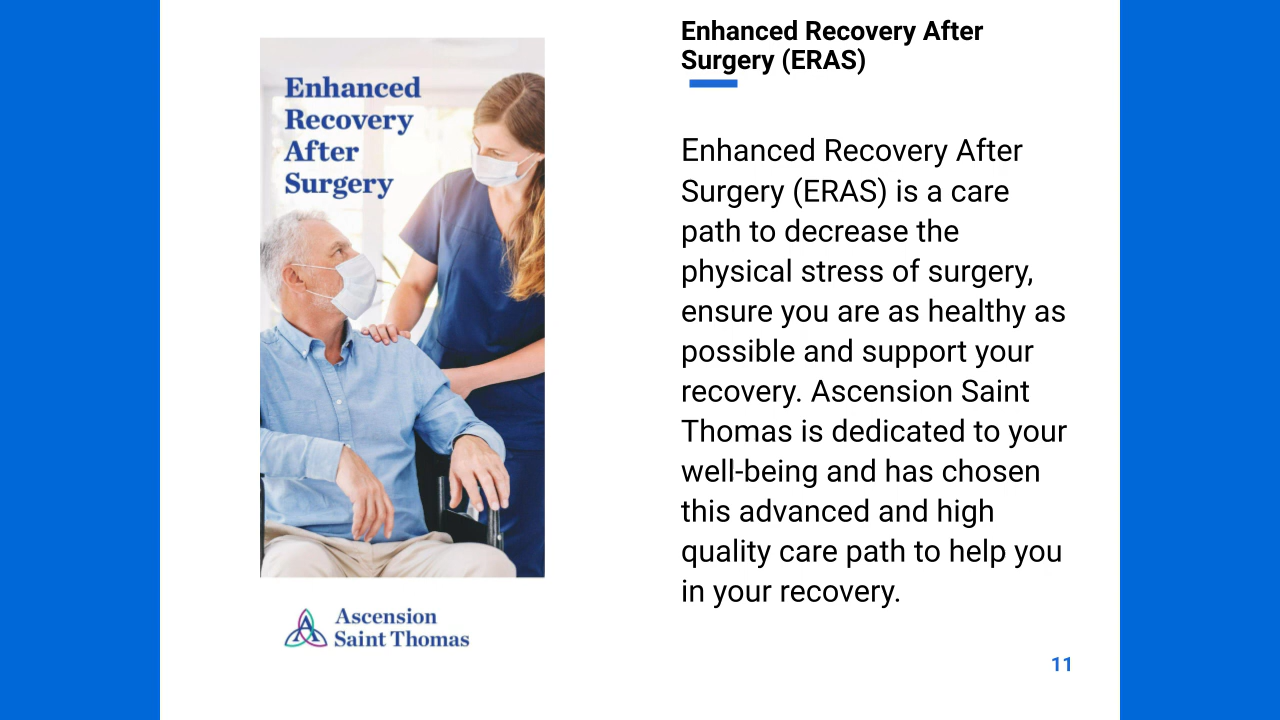 Enhanced
Recovery
After
Surgery
Ascension
Saint Thomas
Enhanced Recovery After
Surgery (ERAS)
Enhanced Recovery After
Surgery (ERAS) is a care
path to decrease the
physical stress of surgery,
ensure you are as healthy as
possible and support your
recovery. Ascension Saint
Thomas is dedicated to your
well-being and has chosen
this advanced and high
quality care path to help you
in your recovery.
11